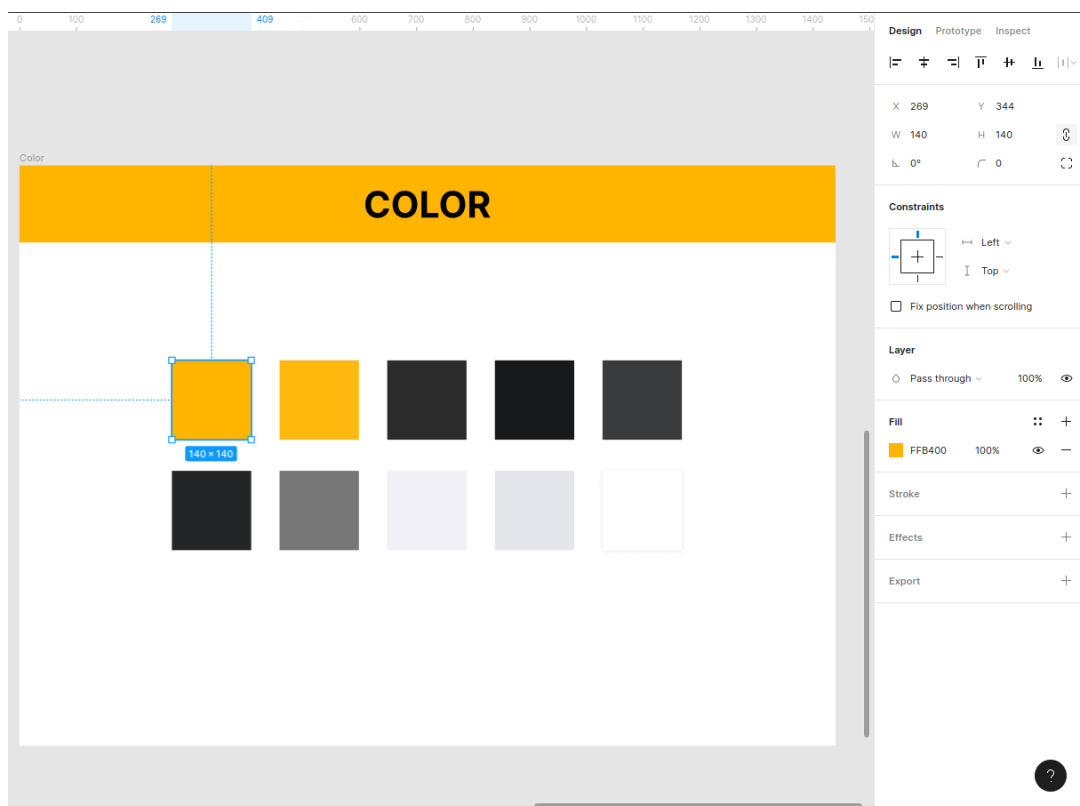 0 100 269 409 600 700 800 900 1000 1100 1200 1300 1400 150
Design Prototype Inspect
X 269 Y 344
W 140 H 140
0° 0
Color
COLOR
Constraints
Left
Top
Fix position when scrolling
Layer
Pass through 100%
Fill
FFB400 100%
140 × 140
Stroke
Effects
Export
?